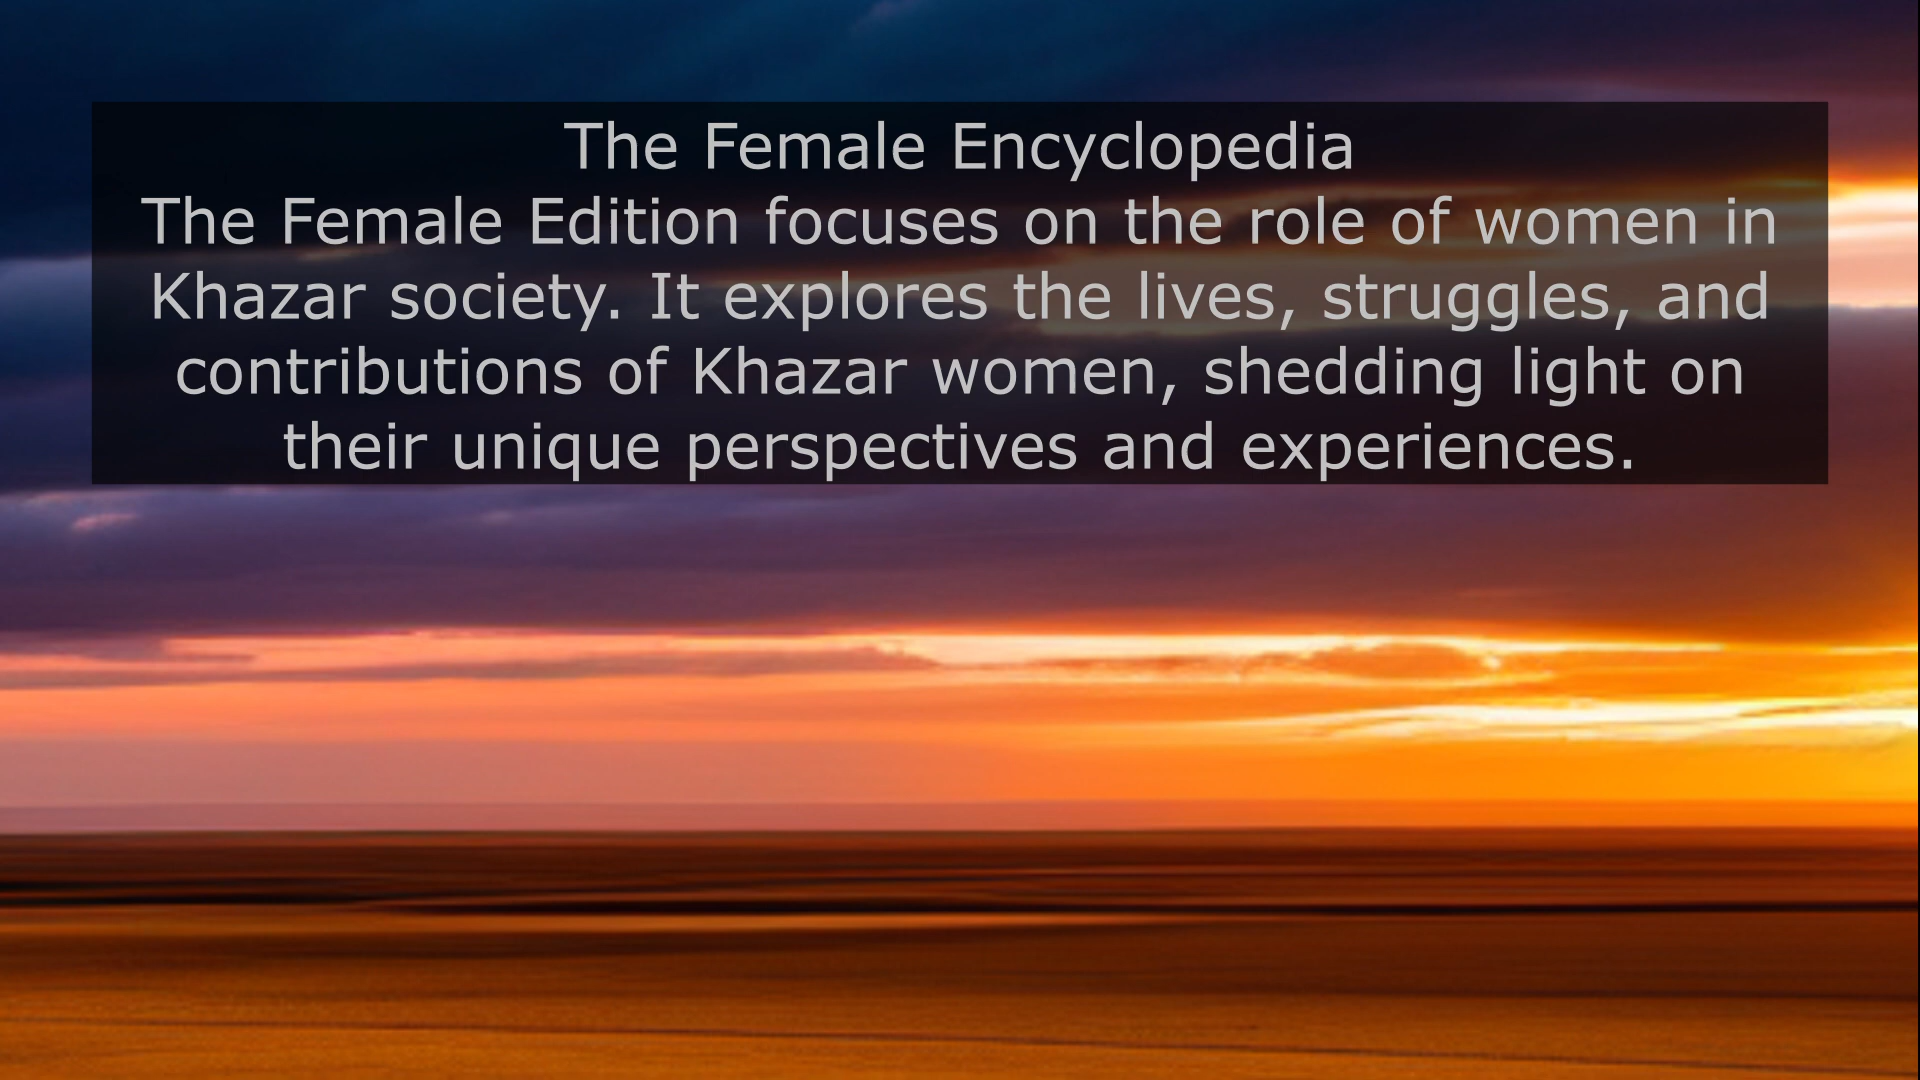 The Female Encyclopedia
The Female Edition focuses on the role of women in
Khazar society. It explores the lives, struggles, and
contributions of Khazar women, shedding light on
their unique perspectives and experiences.